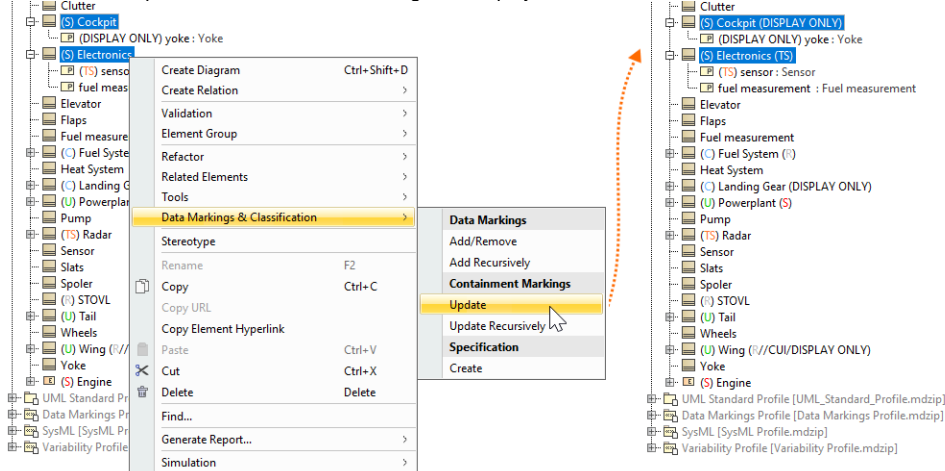 Clutter
(S) Cockpit
(DISPLAY ONLY) yoke : Yoke
(S) Electronics
(TS) senso
fuel meas
Elevator
Flaps
Fuel measure
(C) Fuel Syste
Heat System
(C) Landing G
(U) Powerplar
Pump
(TS) Radar
Sensor
Slats
Spoler
(R) STOVL
(U) Tail
Wheels
(U) Wing (R//
Yoke
(S) Engine
UML Standard Pr
Data Markings Pr
SysML [SysML Pr
Variability Profile
Create Diagram Ctrl+Shift+D
Create Relation
Validation
Element Group
Refactor
Related Elements
Tools
Data Markings & Classification
Stereotype
Rename F2
Copy Ctrl+C
Copy URL
Copy Element Hyperlink
Paste Ctrl+V
Cut Ctrl+X
Delete Delete
Find...
Generate Report...
Simulation
Data Markings
Add/Remove
Add Recursively
Containment Markings
Update
Update Recursively
Specification
Create
Clutter
(S) Cockpit (DISPLAY ONLY)
(DISPLAY ONLY) yoke : Yoke
(S) Electronics (TS)
(TS) sensor : Sensor
fuel measurement : Fuel measurement
Elevator
Flaps
Fuel measurement
(C) Fuel System (R)
Heat System
(C) Landing Gear (DISPLAY ONLY)
(U) Powerplant (S)
Pump
(TS) Radar
Sensor
Slats
Spoler
(R) STOVL
(U) Tail
Wheels
(U) Wing (R//CUI/DISPLAY ONLY)
Yoke
(S) Engine
UML Standard Profile [UML_Standard_Profile.mdzip]
Data Markings Profile [Data Markings Profile.mdzip]
SysML [SysML Profile.mdzip]
Variability Profile [Variability Profile.mdzip]